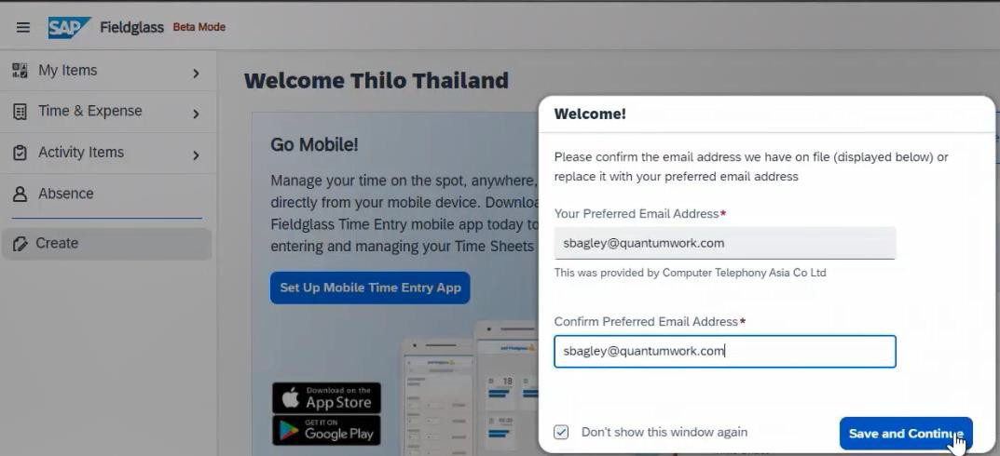 SAP Fieldglass Beta Mode
My Items
Time & Expense
Activity Items
Absence
Create
Welcome Thilo Thailand
Go Mobile!
Manage your time on the spot, anywhere,
directly from your mobile device. Downloa
Fieldglass Time Entry mobile app today to
entering and managing your Time Sheets
Set Up Mobile Time Entry App
Download on the
App Store
GET IT ON
Google Play
18
Welcome!
Please confirm the email address we have on file (displayed below) or
replace it with your preferred email address
Your Preferred Email Address*
sbagley@quantumwork.com
This was provided by Computer Telephony Asia Co Ltd
Confirm Preferred Email Address*
sbagley@quantumwork.com
Don't show this window again
Save and Continue